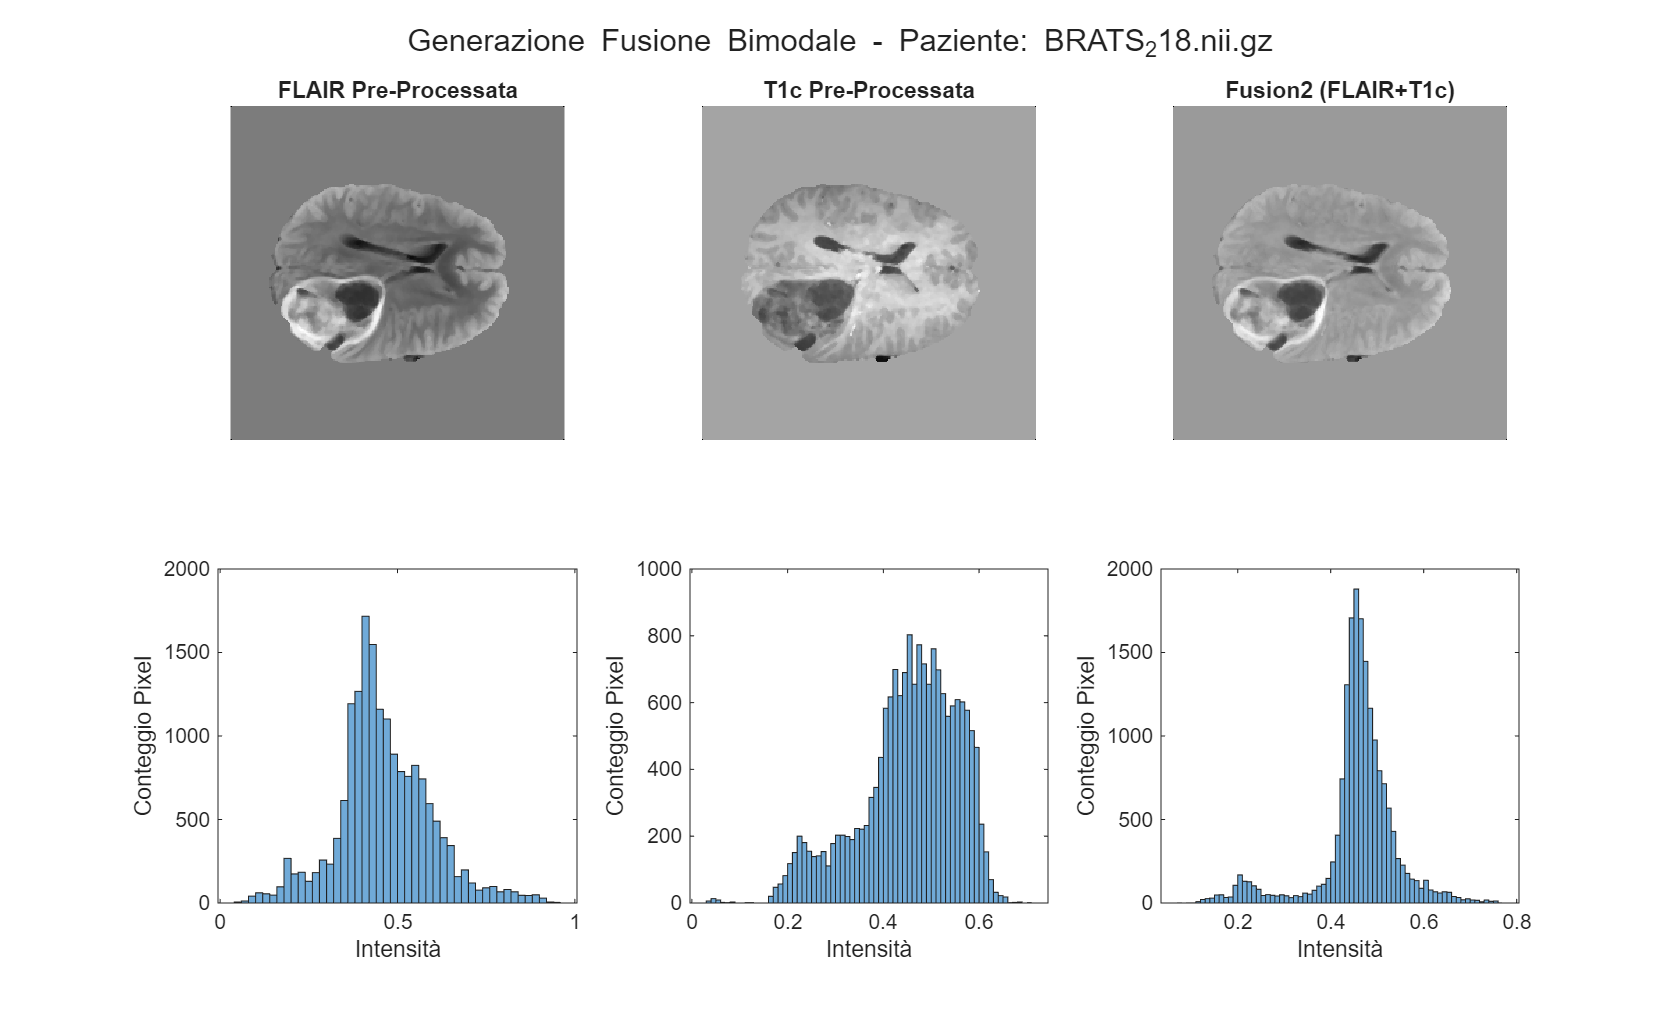 Generazione Fusione Bimodale - Paziente: BRATS₂18.nii.gz
FLAIR Pre-Processata
T1c Pre-Processata
Fusion2 (FLAIR+T1c)
2000
1500
1000
500
0
Conteggio Pixel
0 0.5 1
Intensità
1000
800
600
400
200
0
Conteggio Pixel
0 0.2 0.4 0.6
Intensità
2000
1500
1000
500
0
Conteggio Pixel
0.2 0.4 0.6 0.8
Intensità